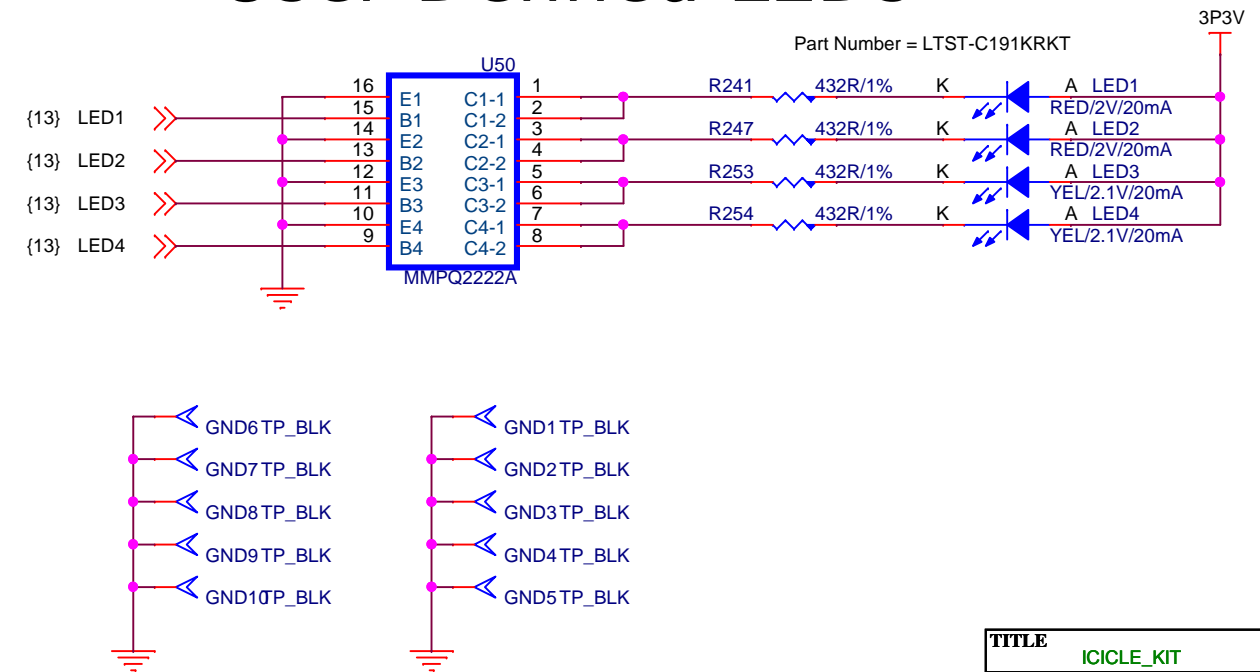 User Defined LEDs
3P3V
Part Number = LTST-C191KRKT
U50
16 E1 C1-1 1 R241 432R/1% K A LED1
RED/2V/20mA
{13} LED1 15 B1 C1-2 2
14 E2 C2-1 3 R247 432R/1% K A LED2
RED/2V/20mA
{13} LED2 13 B2 C2-2 4
12 E3 C3-1 5 R253 432R/1% K A LED3
YEL/2.1V/20mA
{13} LED3 11 B3 C3-2 6
10 E4 C4-1 7 R254 432R/1% K A LED4
YEL/2.1V/20mA
{13} LED4 9 B4 C4-2 8
MMPQ2222A
GND6 TP_BLK GND1 TP_BLK
GND7 TP_BLK GND2 TP_BLK
GND8 TP_BLK GND3 TP_BLK
GND9 TP_BLK GND4 TP_BLK
GND10 TP_BLK GND5 TP_BLK
TITLE
ICICLE_KIT